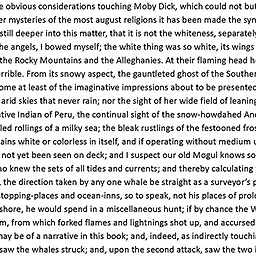 e obvious considerations touching Moby Dick, which could not bu
er mysteries of the most august religions it has been made the syn
still deeper into this matter, that it is not the whiteness, separately
he angels, I bowed myself; the white thing was so white, its wings
the Rocky Mountains and the Alleghanies. At their flaming head h
errible. From its snowy aspect, the gauntleted ghost of the Souther
ome at least of the imaginative impressions about to be presented
arid skies that never rain; nor the sight of her wide field of leaning
ative Indian of Peru, the continual sight of the snow-howdahed And
led rollings of a milky sea; the bleak rustlings of the festooned fros
ains white or colorless in itself, and if operating without medium u
not yet been seen on deck; and I suspect our old Mogul knows so
ho knew the sets of all tides and currents; and thereby calculating
, the direction taken by any one whale be straight as a surveyor's p
stopping-places and ocean-inns, so to speak, not his places of prolo
shore, he would spend in a miscellaneous hunt; if by chance the W
m, from which forked flames and lightnings shot up, and accursed
may be of a narrative in this book; and, indeed, as indirectly touchin
saw the whales struck; and, upon the second attack, saw the two i